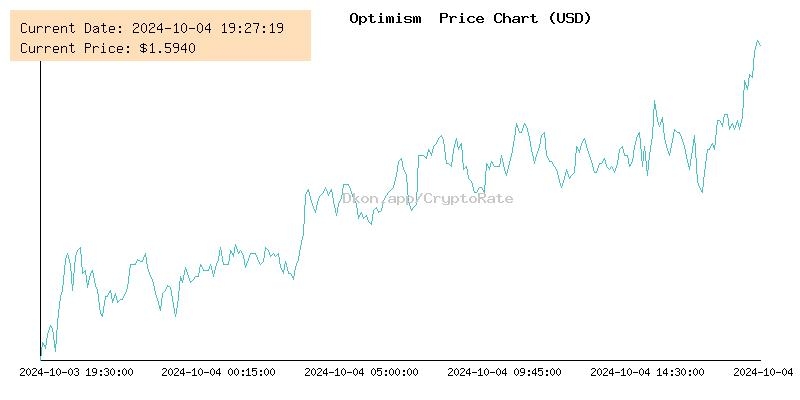 Optimism Price Chart (USD)
Current Date: 2024-10-04 19:27:19
Current Price: $1.5940
Dkon.app/CryptoRate
2024-10-03 19:30:00 2024-10-04 00:15:00 2024-10-04 05:00:00 2024-10-04 09:45:00 2024-10-04 14:30:00 2024-10-04